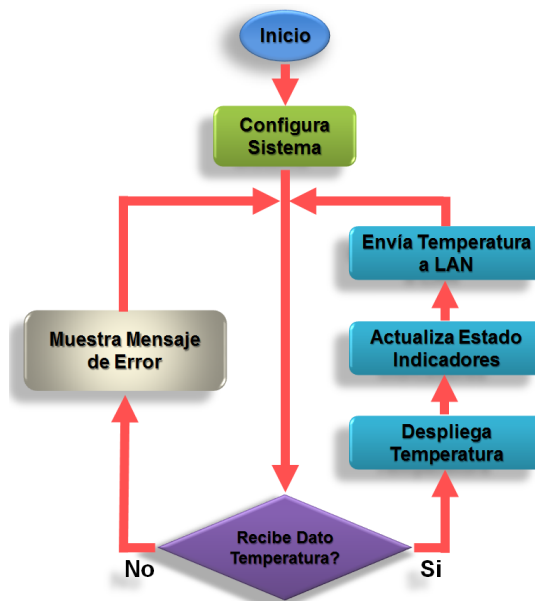 Inicio
Configura
Sistema
Envía Temperatura
a LAN
Muestra Mensaje
de Error
Actualiza Estado
Indicadores
Despliega
Temperatura
Recibe Dato
Temperatura?
No
Si